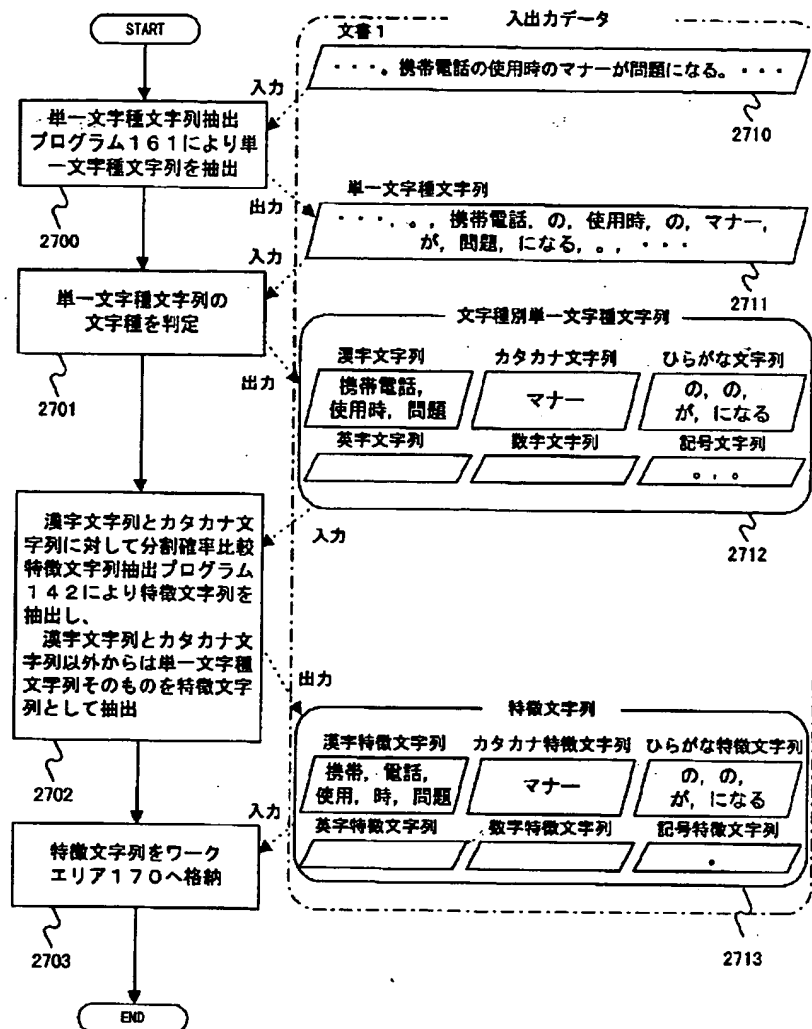 START
単一文字種文字列抽出
プログラム161により単
一文字種文字列を抽出
2700
単一文字種文字列の
文字種を判定
2701
漢字文字列とカタカナ文
字列に対して分割確率比較
特徴文字列抽出プログラム
142により特徴文字列を
抽出し、
漢字文字列とカタカナ文
字列以外からは単一文字種
文字列そのものを特徴文字
列として抽出
2702
特徴文字列をワーク
エリア170へ格納
2703
END
入力
出力
入力
出力
入力
出力
入力
入出力データ
文書1
・・・。携帯電話の使用時のマナーが問題になる。・・・
2710
単一文字種文字列
・・・, 。, 携帯電話, の, 使用時, の, マナー,
が, 問題, になる, 。, ・・・
2711
文字種別単一文字種文字列
漢字文字列 カタカナ文字列 ひらがな文字列
携帯電話, マナー の, の,
使用時, 問題 が, になる
英字文字列 数字文字列 記号文字列
。, 。
2712
特徴文字列
漢字特徴文字列 カタカナ特徴文字列 ひらがな特徴文字列
携帯, 電話, マナー の, の,
使用, 時, 問題 が, になる
英字特徴文字列 数字特徴文字列 記号特徴文字列
2713